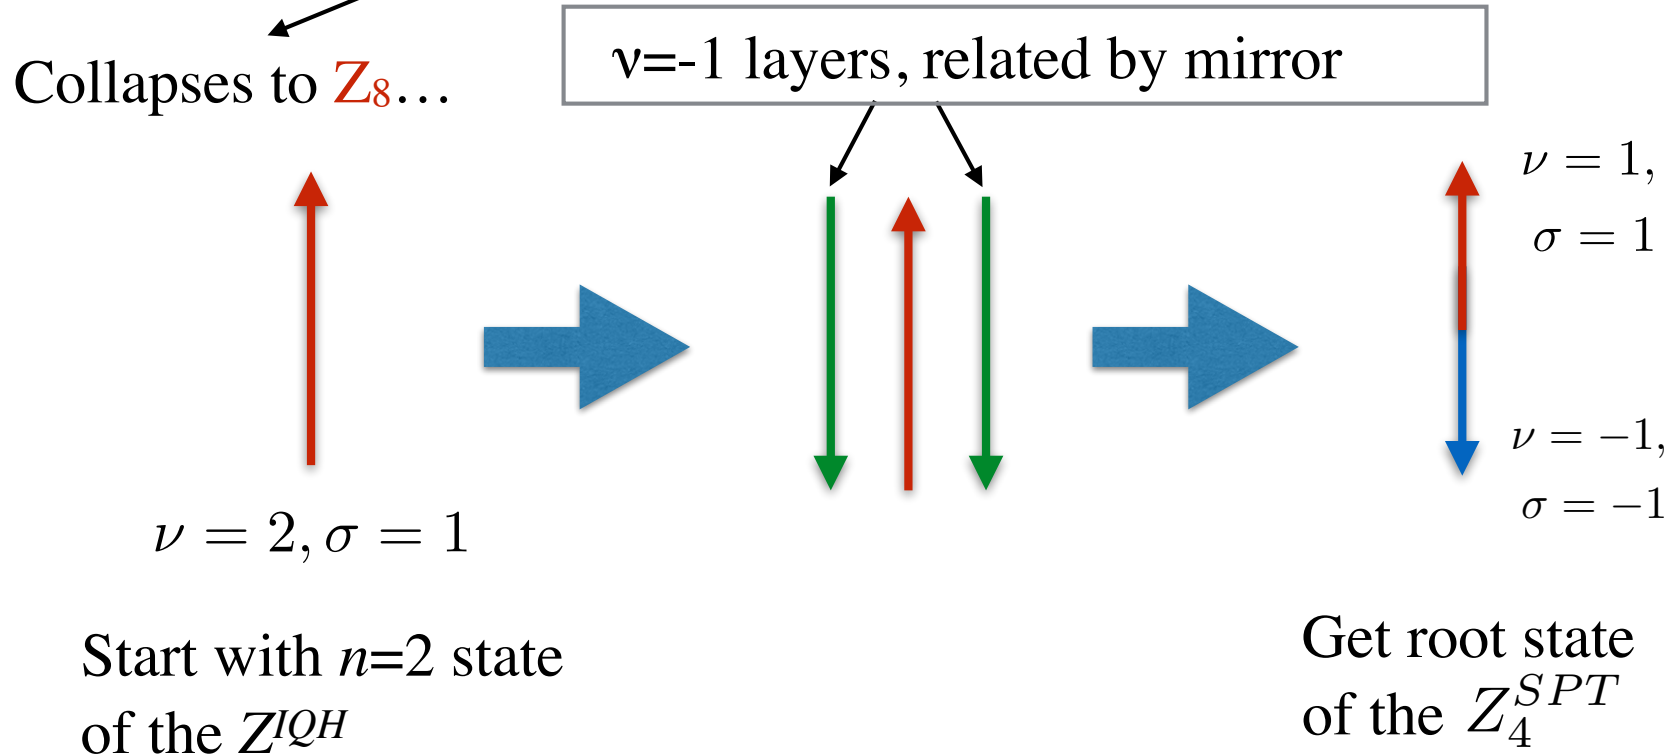 Collapses to Z₈…
ν=-1 layers, related by mirror
ν = 1,
σ = 1
ν = −1,
σ = −1
ν = 2, σ = 1
Start with n=2 state
of the Z^{IQH}
Get root state
of the Z_4^{SPT}